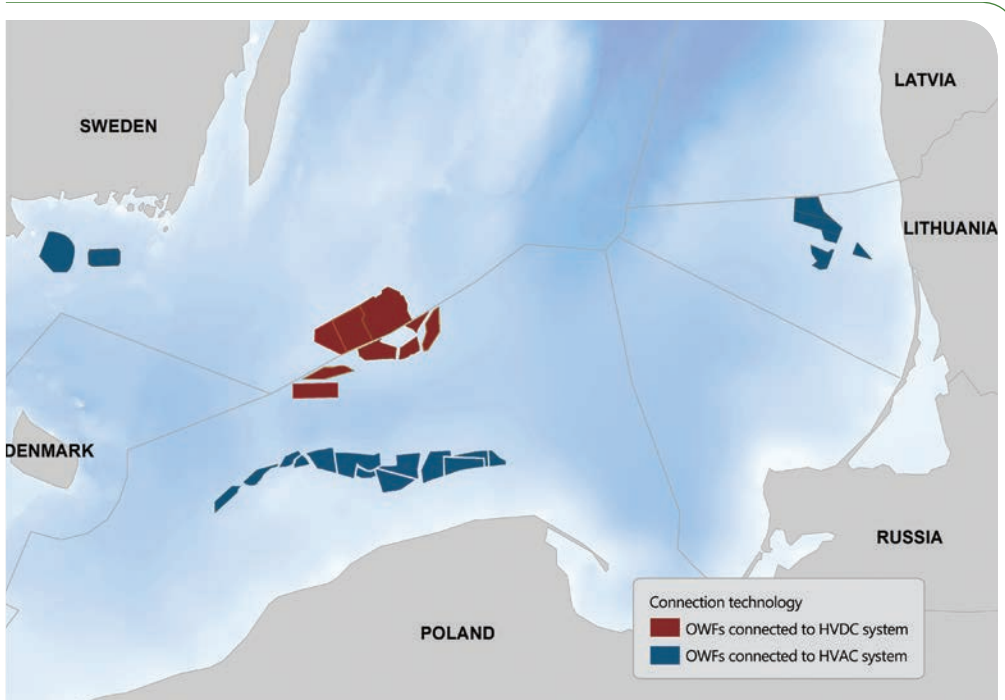 LATVIA
SWEDEN
LITHUANIA
DENMARK
RUSSIA
POLAND
Connection technology
OWFs connected to HVDC system
OWFs connected to HVAC system